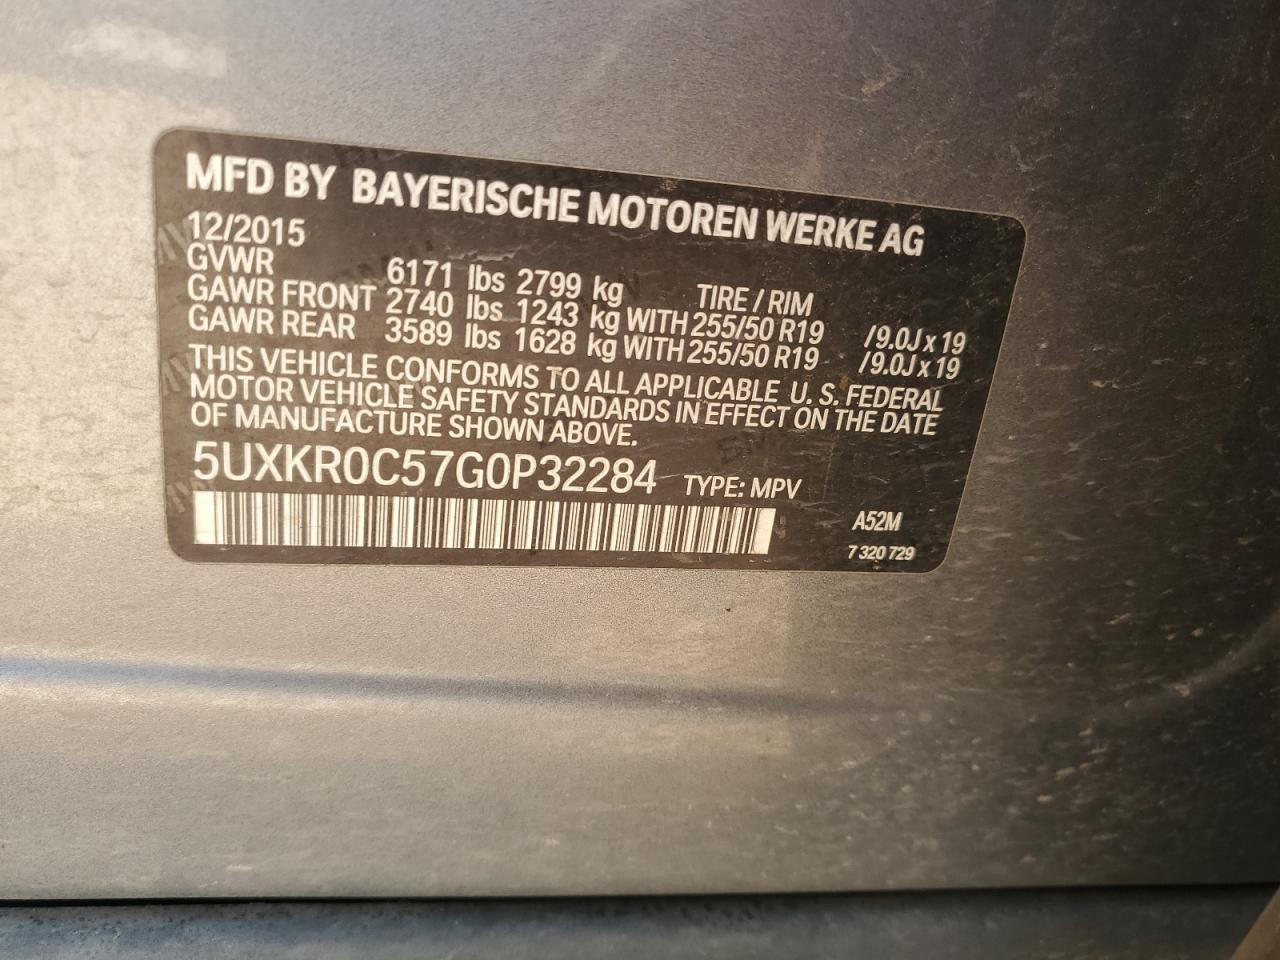 MFD BY BAYERISCHE MOTOREN WERKE AG
12/2015
GVWR 6171 lbs 2799 kg TIRE / RIM
GAWR FRONT 2740 lbs 1243 kg WITH 255/50 R19 /9.0J x 19
GAWR REAR 3589 lbs 1628 kg WITH 255/50 R19 /9.0J x 19
THIS VEHICLE CONFORMS TO ALL APPLICABLE U. S. FEDERAL
MOTOR VEHICLE SAFETY STANDARDS IN EFFECT ON THE DATE
OF MANUFACTURE SHOWN ABOVE.
5UXKR0C57G0P32284 TYPE: MPV
A52M
7 320 729